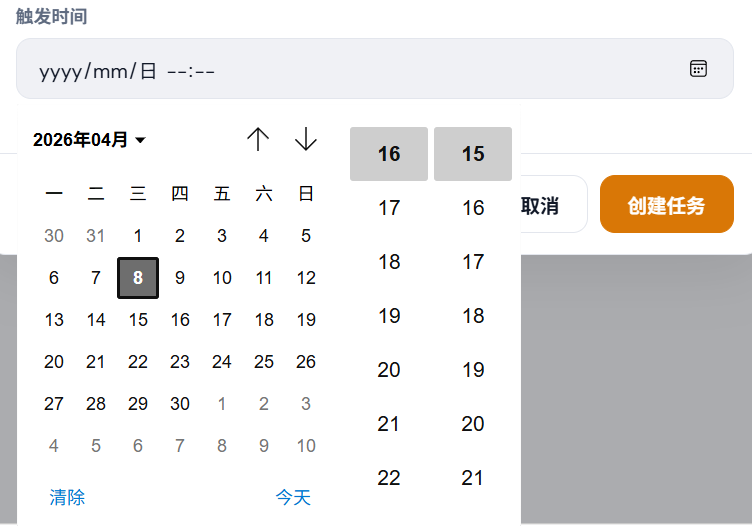 触发时间
yyyy/mm/日 --:--
2026年04月
一 二 三 四 五 六 日
30 31 1 2 3 4 5
6 7 8 9 10 11 12
13 14 15 16 17 18 19
20 21 22 23 24 25 26
27 28 29 30 1 2 3
4 5 6 7 8 9 10
清除 今天
16 15
17 16
18 17
19 18
20 19
21 20
22 21
取消 创建任务